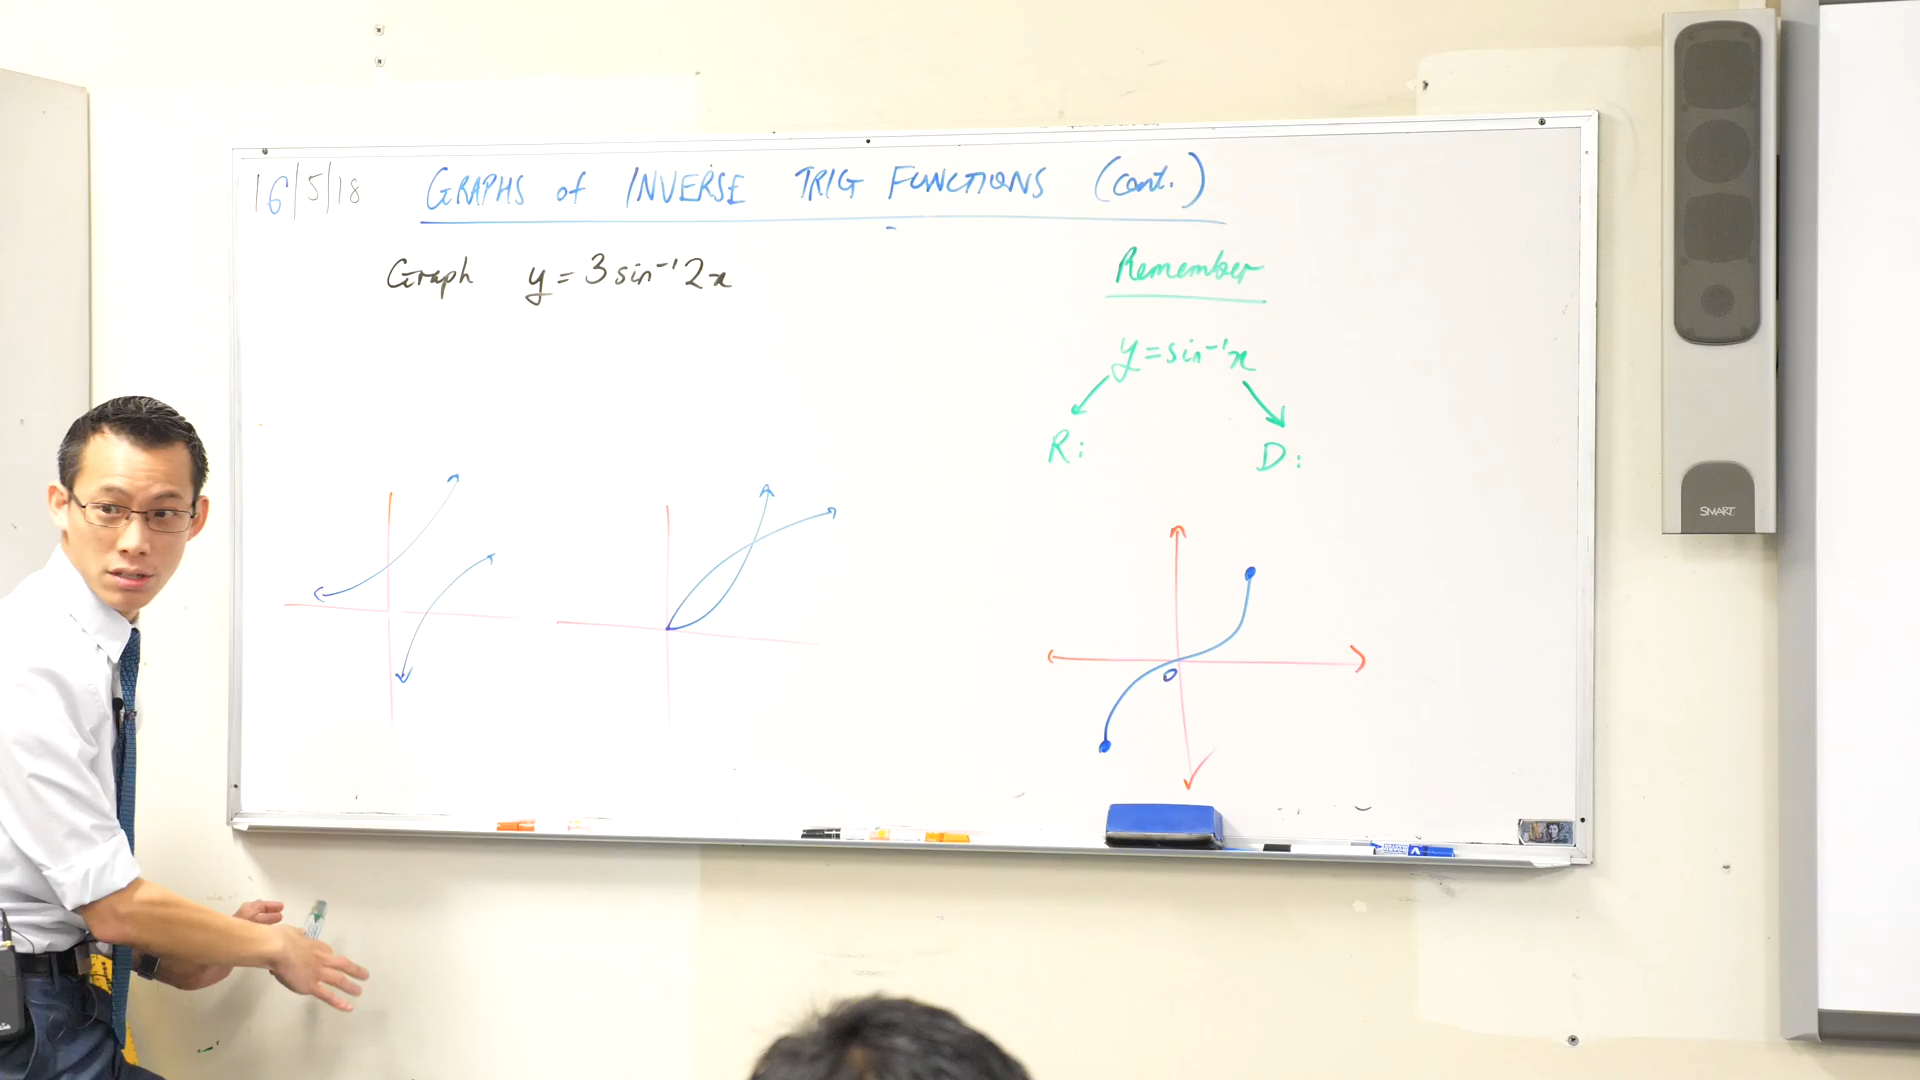 16/5/18 GRAPHS of INVERSE TRIG FUNCTIONS (cont.)
Graph y = 3 sin⁻¹ 2x
Remember
y = sin⁻¹ x
R: D:
O
SMART